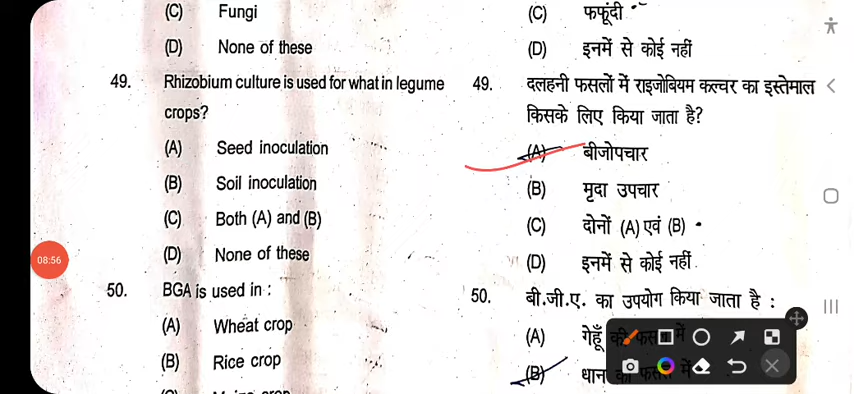 (C) Fungi
(D) None of these
49. Rhizobium culture is used for what in legume
crops?
(A) Seed inoculation
(B) Soil inoculation
(C) Both (A) and (B)
(D) None of these
50. BGA is used in :
(A) Wheat crop
(B) Rice crop
(C) फफूंदी
(D) इनमें से कोई नहीं
49. दलहनी फसलों में राइजोबियम कल्चर का इस्तेमाल
किसके लिए किया जाता है?
(A) बीजोपचार
(B) मृदा उपचार
(C) दोनों (A) एवं (B)
(D) इनमें से कोई नहीं
50. बी.जी.ए. का उपयोग किया जाता है :
(A) गेहूँ की फसल में
(B) धान की फसल में
08:56